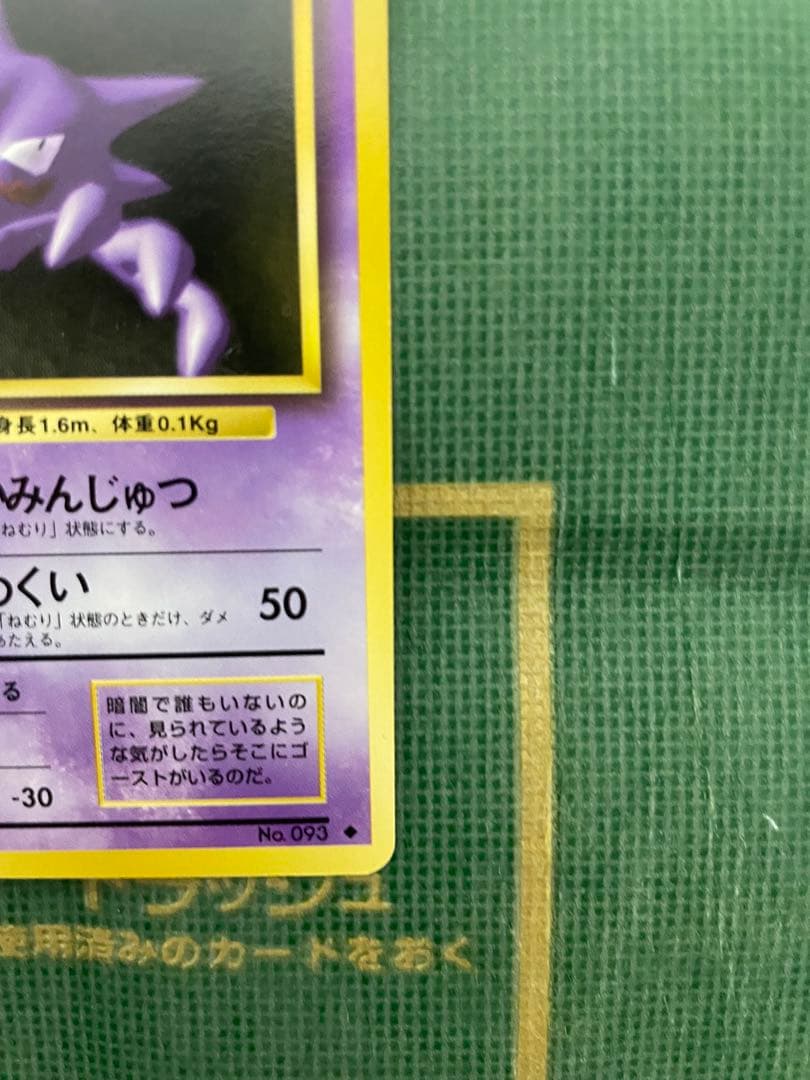 身長1.6m、体重0.1Kg
みんじゅつ
ねむり」状態にする。
くい
50
「ねむり」状態のときだけ、ダメ
あたえる。
る
暗闇で誰もいないの
に、見られているよう
な気がしたらそこにゴ
ーストがいるのだ。
-30
No. 093 ◆
トラッシュ
使用済みのカードをおく